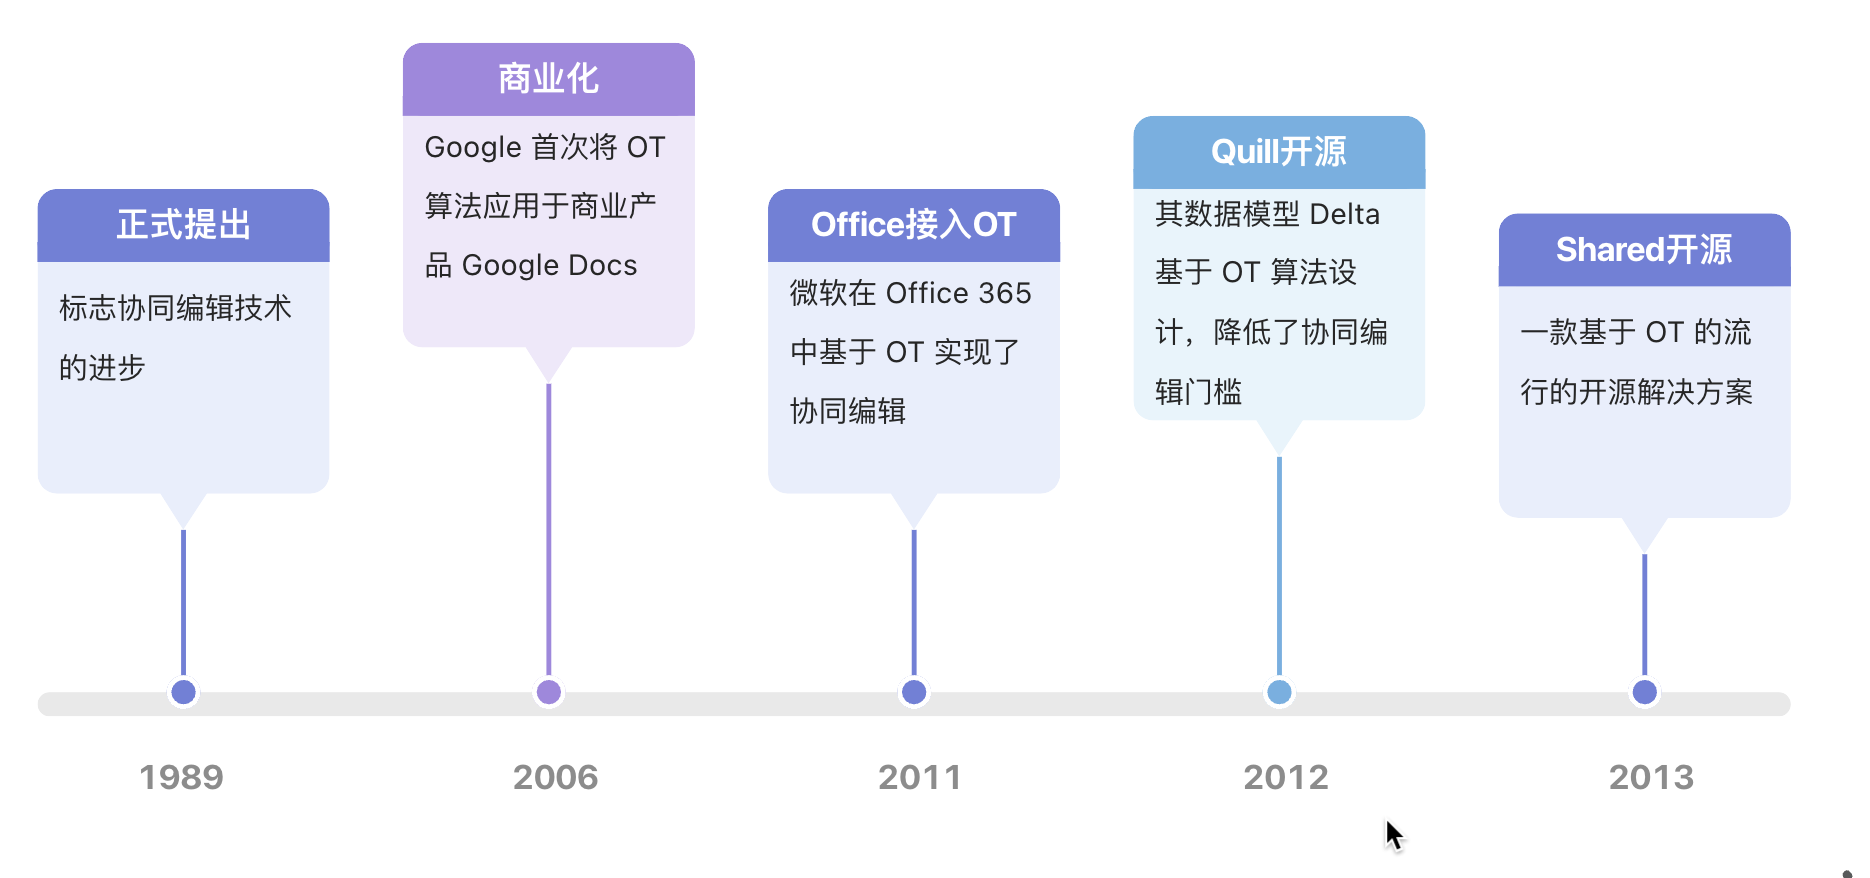 正式提出
标志协同编辑技术
的进步
商业化
Google 首次将 OT
算法应用于商业产
品 Google Docs
Office接入OT
微软在 Office 365
中基于 OT 实现了
协同编辑
Quill开源
其数据模型 Delta
基于 OT 算法设
计，降低了协同编
辑门槛
Shared开源
一款基于 OT 的流
行的开源解决方案
1989
2006
2011
2012
2013